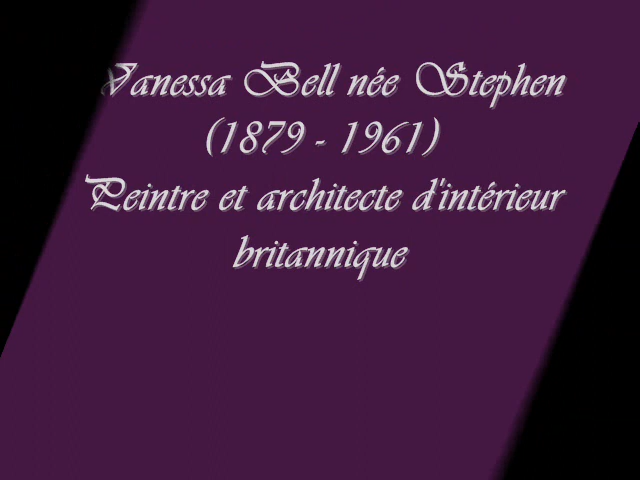 Vanessa Bell née Stephen
(1879 - 1961)
Peintre et architecte d'intérieur
britannique